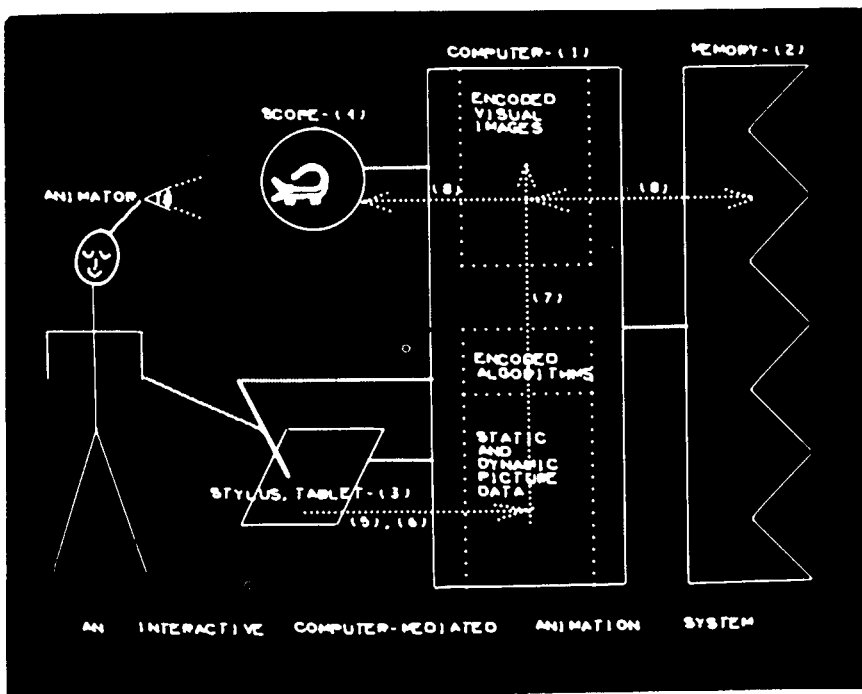 COMPUTER-(1)
MEMORY-(2)
ENCODED
VISUAL
IMAGES
SCOPE-(4)
ANIMATOR
(8)
(8)
(7)
ENCODED
ALGORITHMS
STATIC
AND
DYNAMIC
PICTURE
DATA
STYLUS, TABLET-(3)
(5),(6)
AN INTERACTIVE COMPUTER-MEDIATED ANIMATION SYSTEM